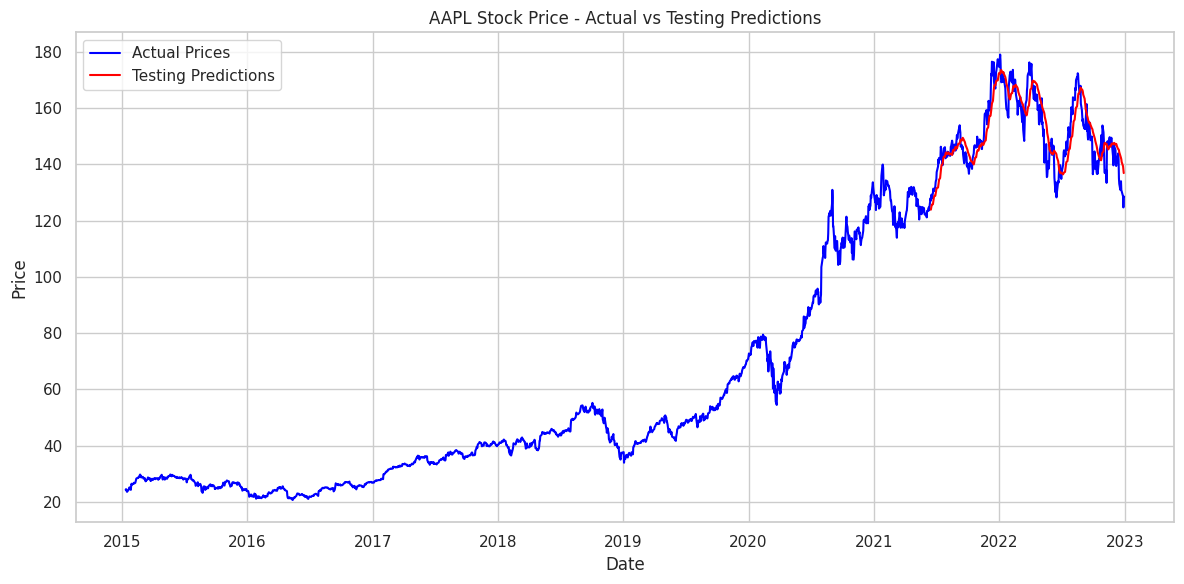 AAPL Stock Price - Actual vs Testing Predictions
Actual Prices
Testing Predictions
Price
180
160
140
120
100
80
60
40
20
2015 2016 2017 2018 2019 2020 2021 2022 2023
Date